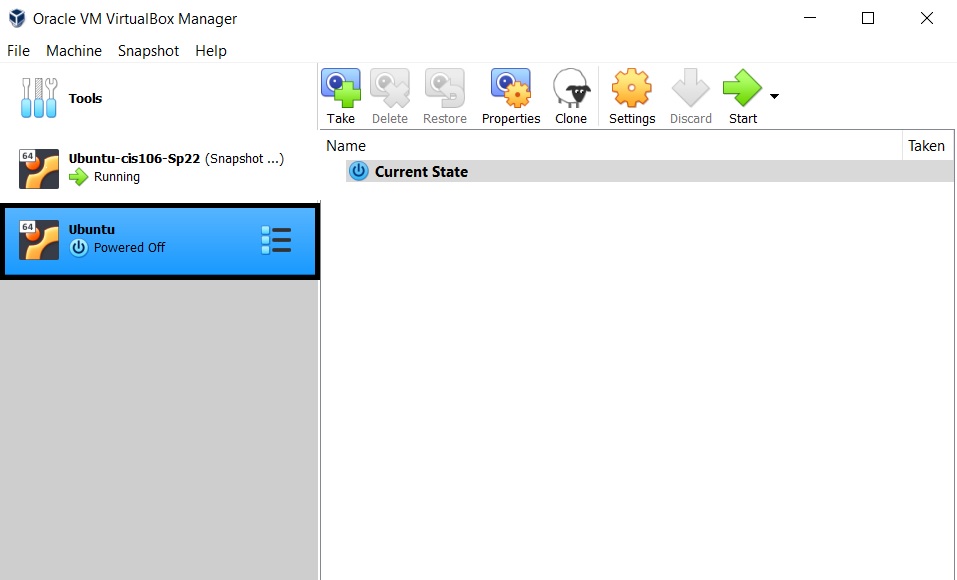 Oracle VM VirtualBox Manager
File Machine Snapshot Help
Tools
Take Delete Restore Properties Clone Settings Discard Start
Name Taken
Current State
64
Ubuntu-cis106-Sp22 (Snapshot ...)
Running
64
Ubuntu
Powered Off